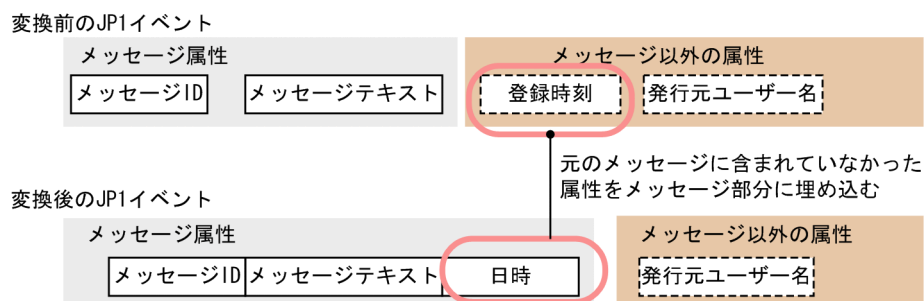 変換前のJP1イベント
メッセージ属性
メッセージ以外の属性
メッセージID
メッセージテキスト
登録時刻
発行元ユーザー名
元のメッセージに含まれていなかった
属性をメッセージ部分に埋め込む
変換後のJP1イベント
メッセージ属性
メッセージ以外の属性
メッセージID
メッセージテキスト
日時
発行元ユーザー名